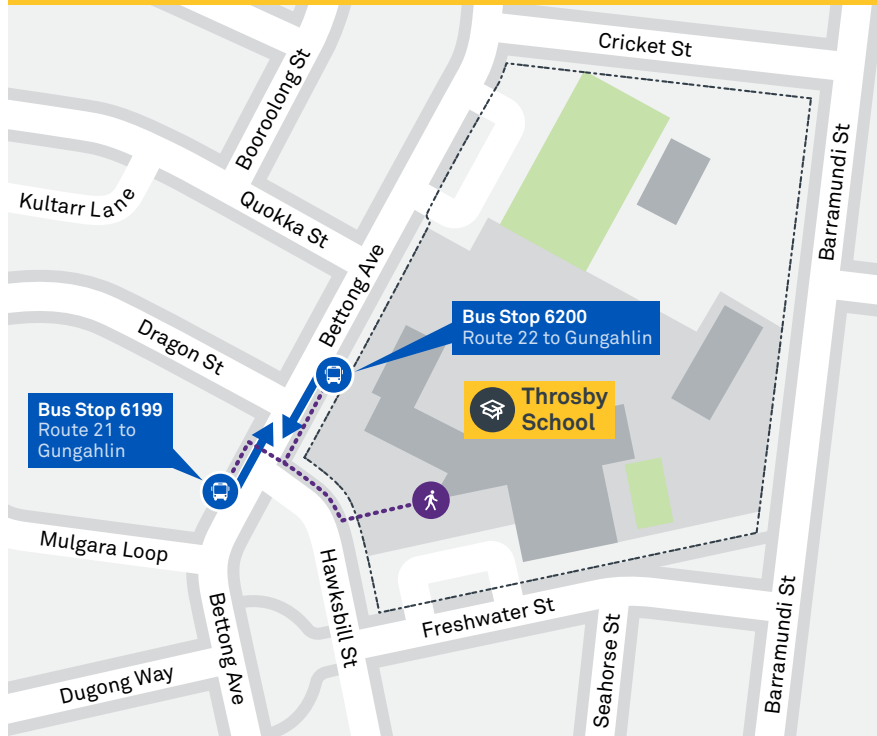 Cricket St
Booroolong St
Barramundi St
Kultarr Lane
Quokka St
Bettong Ave
Bus Stop 6200
Route 22 to Gungahlin
Dragon St
Throsby
School
Bus Stop 6199
Route 21 to
Gungahlin
Mulgara Loop
Hawksbill St
Bettong Ave
Freshwater St
Barramundi St
Seahorse St
Dugong Way